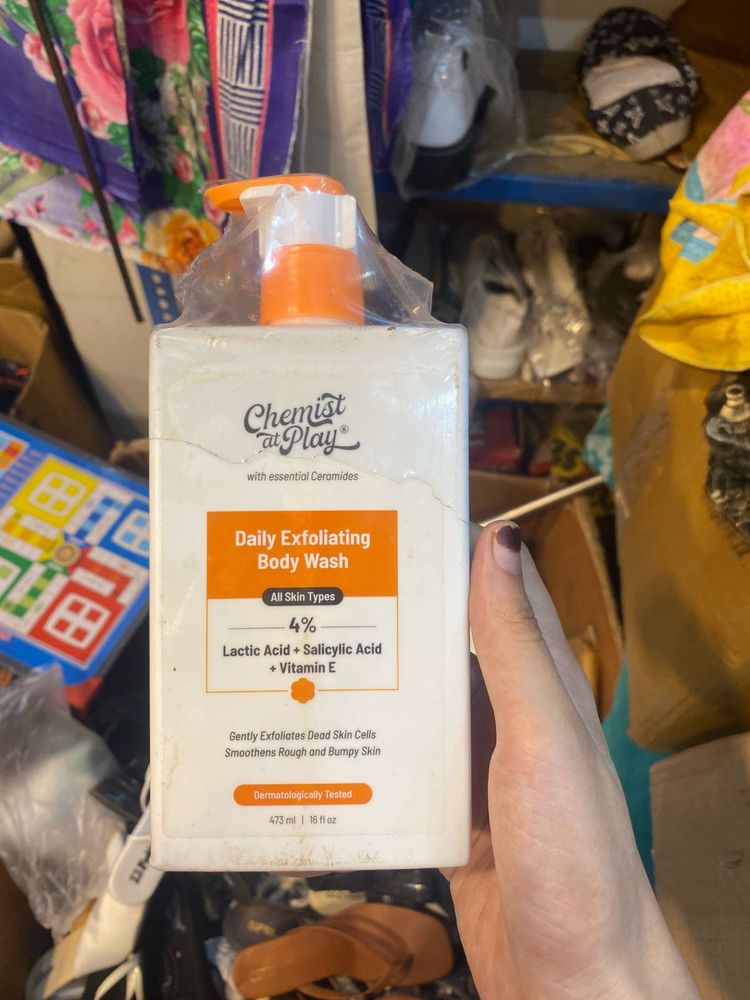 Chemist
at Play®
with essential Ceramides
Daily Exfoliating
Body Wash
All Skin Types
4%
Lactic Acid + Salicylic Acid
+ Vitamin E
Gently Exfoliates Dead Skin Cells
Smoothens Rough and Bumpy Skin
Dermatologically Tested
473 ml | 16 fl oz